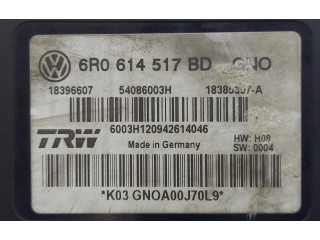 6R0 614 517 BD GNO
18396607 54086003H 18385307-A
6003H120942614046
TRW Made in Germany HW: H08
SW: 0004
*K03 GNOA00J70L9*